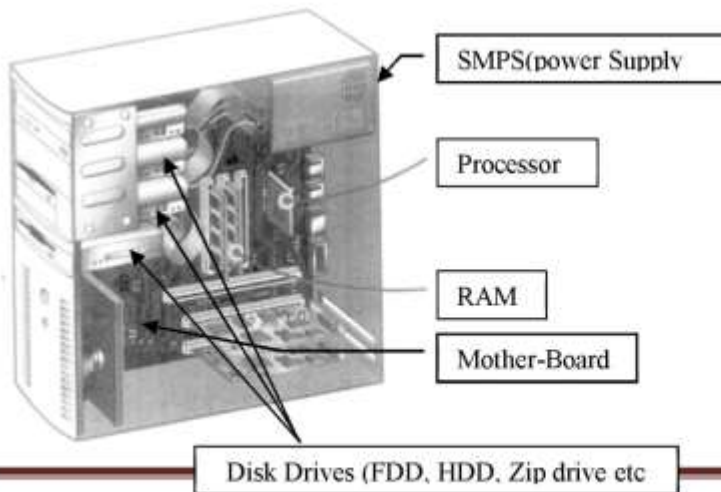 SMPS(power Supply
Processor
RAM
Mother-Board
Disk Drives (FDD, HDD, Zip drive etc